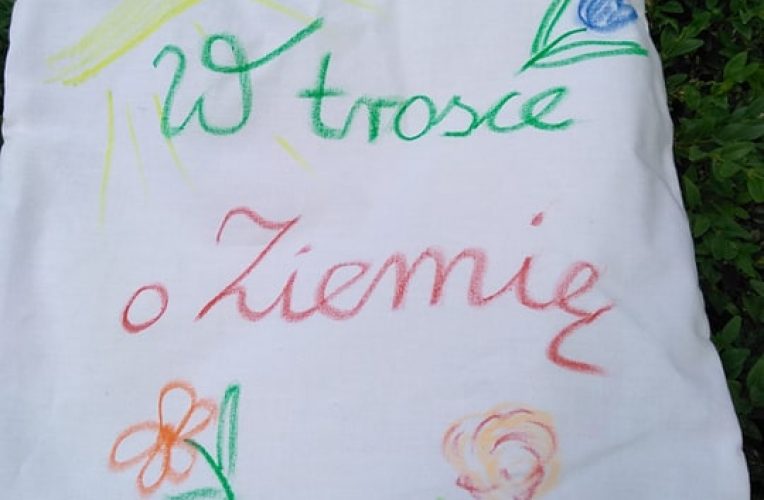 W trosce
o Ziemię